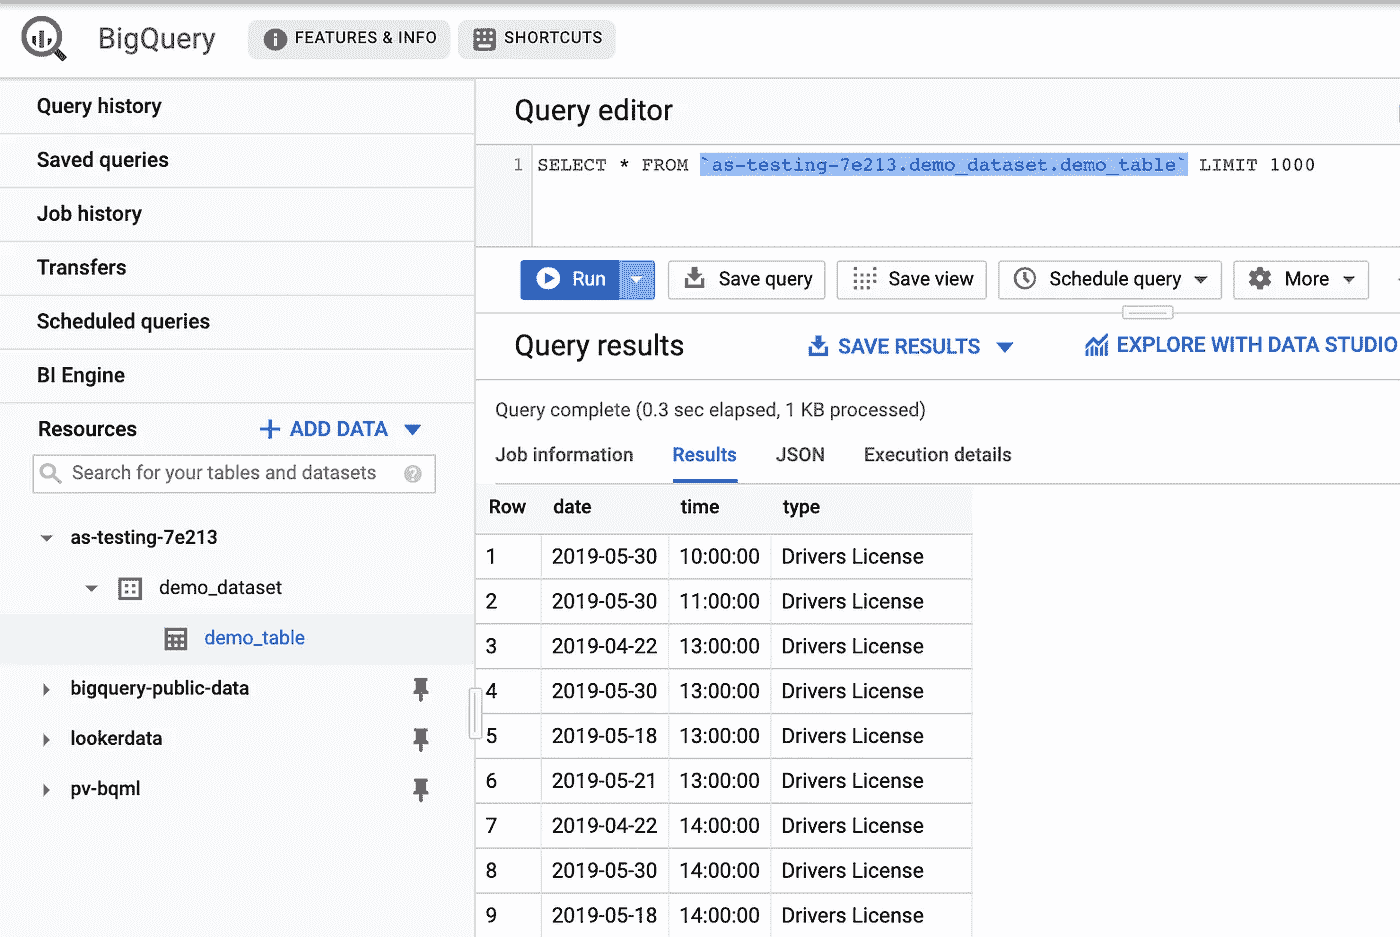 BigQuery FEATURES & INFO SHORTCUTS
Query history
Saved queries
Job history
Transfers
Scheduled queries
BI Engine
Resources ADD DATA
Search for your tables and datasets
as-testing-7e213
demo_dataset
demo_table
bigquery-public-data
lookerdata
pv-bqml
Query editor
1 SELECT * FROM `as-testing-7e213.demo_dataset.demo_table` LIMIT 1000
Run Save query Save view Schedule query More
Query results SAVE RESULTS EXPLORE WITH DATA STUDIO
Query complete (0.3 sec elapsed, 1 KB processed)
Job information Results JSON Execution details
Row date time type
1 2019-05-30 10:00:00 Drivers License
2 2019-05-30 11:00:00 Drivers License
3 2019-04-22 13:00:00 Drivers License
4 2019-05-30 13:00:00 Drivers License
5 2019-05-18 13:00:00 Drivers License
6 2019-05-21 13:00:00 Drivers License
7 2019-04-22 14:00:00 Drivers License
8 2019-05-30 14:00:00 Drivers License
9 2019-05-18 14:00:00 Drivers License